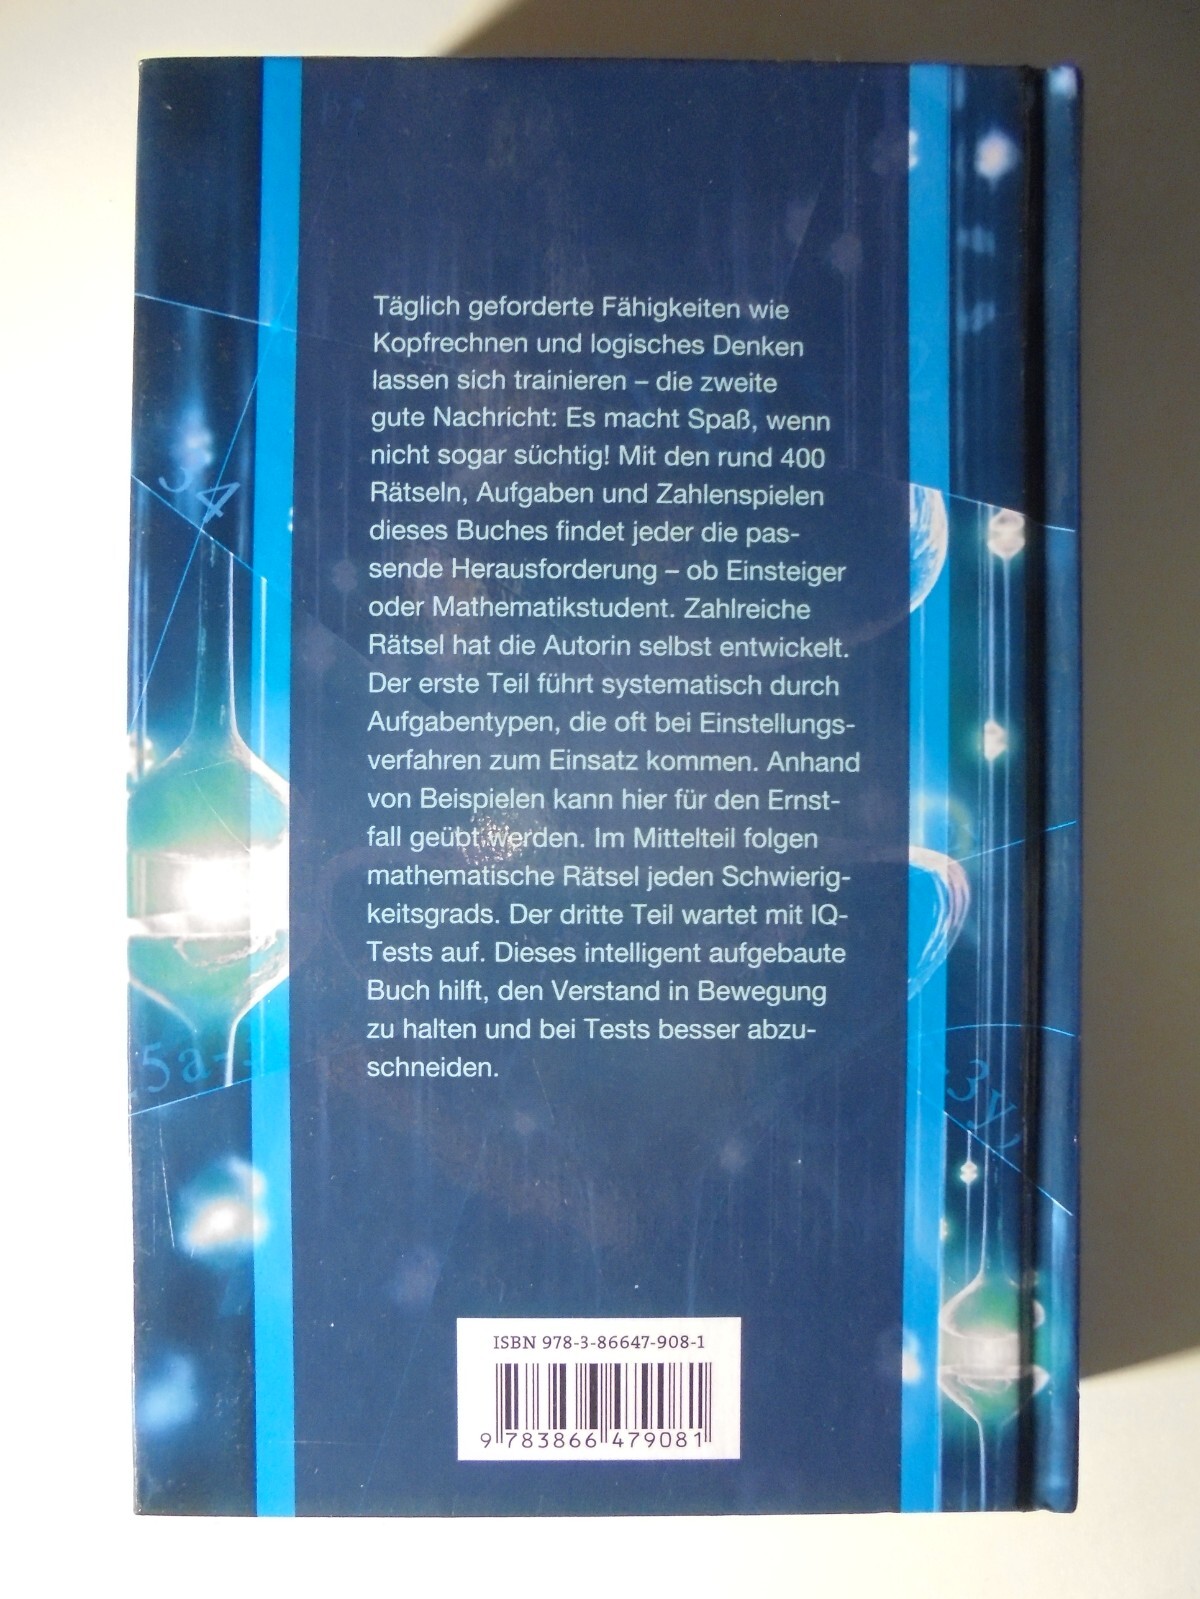 Täglich geforderte Fähigkeiten wie
Kopfrechnen und logisches Denken
lassen sich trainieren – die zweite
gute Nachricht: Es macht Spaß, wenn
nicht sogar süchtig! Mit den rund 400
Rätseln, Aufgaben und Zahlenspielen
dieses Buches findet jeder die pas-
sende Herausforderung – ob Einsteiger
oder Mathematikstudent. Zahlreiche
Rätsel hat die Autorin selbst entwickelt.
Der erste Teil führt systematisch durch
Aufgabentypen, die oft bei Einstellungs-
verfahren zum Einsatz kommen. Anhand
von Beispielen kann hier für den Ernst-
fall geübt werden. Im Mittelteil folgen
mathematische Rätsel jeden Schwierig-
keitsgrads. Der dritte Teil wartet mit IQ-
Tests auf. Dieses intelligent aufgebaute
Buch hilft, den Verstand in Bewegung
zu halten und bei Tests besser abzu-
schneiden.
34
5a-
3y,
ISBN 978-3-86647-908-1
9 783866 479081